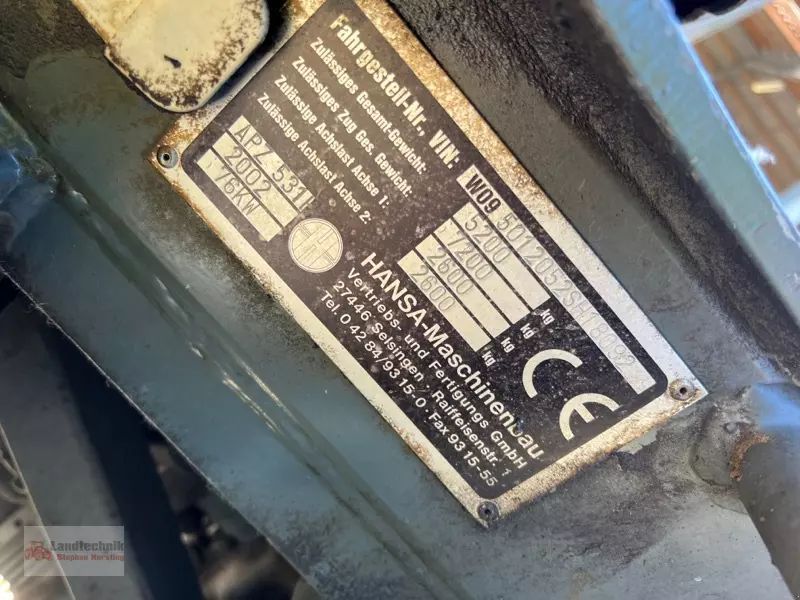 Fahrgestell-Nr., VIN: W09 5012052SH18033
Zulässiges Gesamt-Gewicht: 5200 kg
Zulässiges Zug Ges. Gewicht: 7200 kg
Zulässige Achslast Achse 1: 2600 kg
Zulässige Achslast Achse 2: 2600 kg
APZ 531
2002
76KW
HANSA-Maschinenbau
Vertriebs- und Fertigungs GmbH
27446 Selsingen, Raiffeisenstr. 1
Tel. 0 42 84/93 15-0 · Fax 93 15-55
CE
Landtechnik
Stephan Kersting